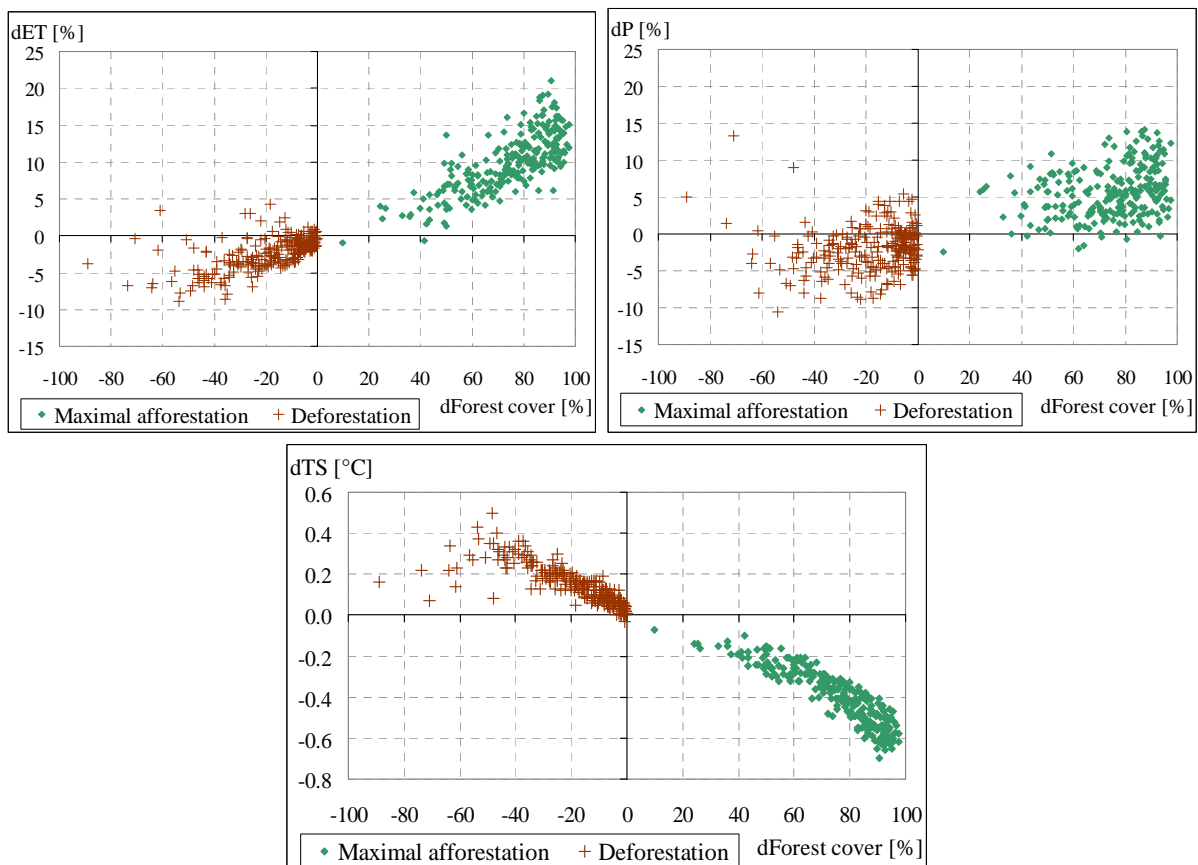 dET [%]
25
20
15
10
5
0
-5
-10
-15
-100 -80 -60 -40 -20 0 20 40 60 80 100
Maximal afforestation Deforestation dForest cover [%]
dP [%]
25
20
15
10
5
0
-5
-10
-15
-100 -80 -60 -40 -20 0 20 40 60 80 100
Maximal afforestation Deforestation dForest cover [%]
dTS [°C]
0.6
0.4
0.2
0.0
-0.2
-0.4
-0.6
-0.8
-100 -80 -60 -40 -20 0 20 40 60 80 100
Maximal afforestation Deforestation dForest cover [%]